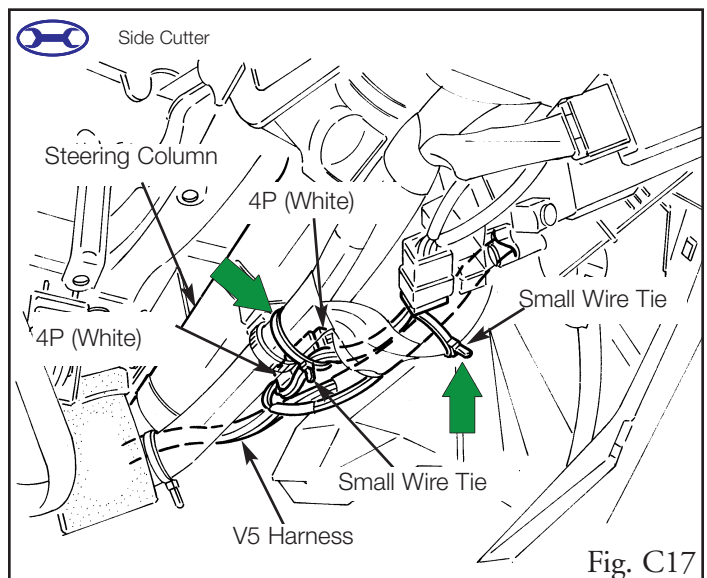 Side Cutter
Steering Column
4P (White)
Small Wire Tie
4P (White)
Small Wire Tie
V5 Harness
Fig. C17